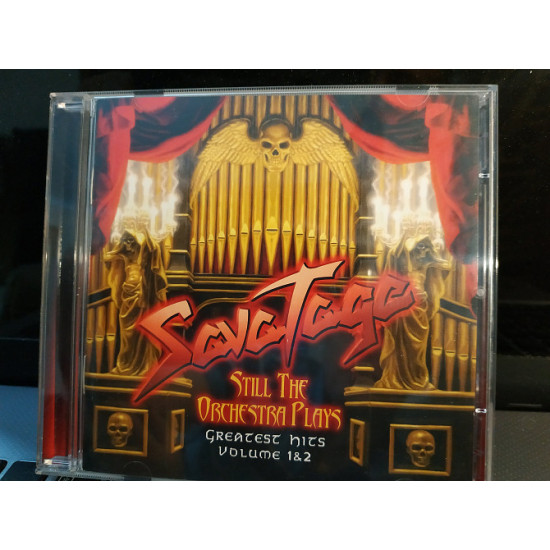 SavaTage
STILL THE
ORCHESTRA PLAYS
GREATEST HITS
VOLUME 1&2